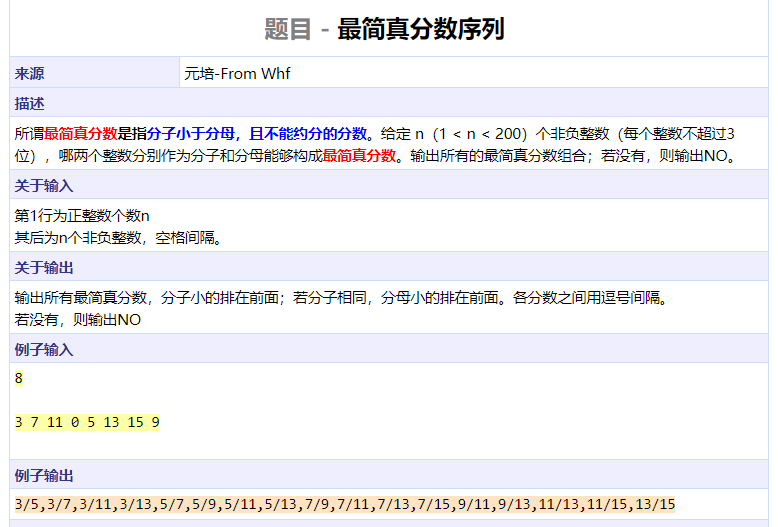 题目 - 最简真分数序列
来源 元培-From Whf
描述
所谓最简真分数是指分子小于分母，且不能约分的分数。给定 n（1 < n < 200）个非负整数（每个整数不超过3
位），哪两个整数分别作为分子和分母能够构成最简真分数。输出所有的最简真分数组合；若没有，则输出NO。
关于输入
第1行为正整数个数n
其后为n个非负整数，空格间隔。
关于输出
输出所有最简真分数，分子小的排在前面；若分子相同，分母小的排在前面。各分数之间用逗号间隔。
若没有，则输出NO
例子输入
8
3 7 11 0 5 13 15 9
例子输出
3/5,3/7,3/11,3/13,5/7,5/9,5/11,5/13,7/9,7/11,7/13,7/15,9/11,9/13,11/13,11/15,13/15